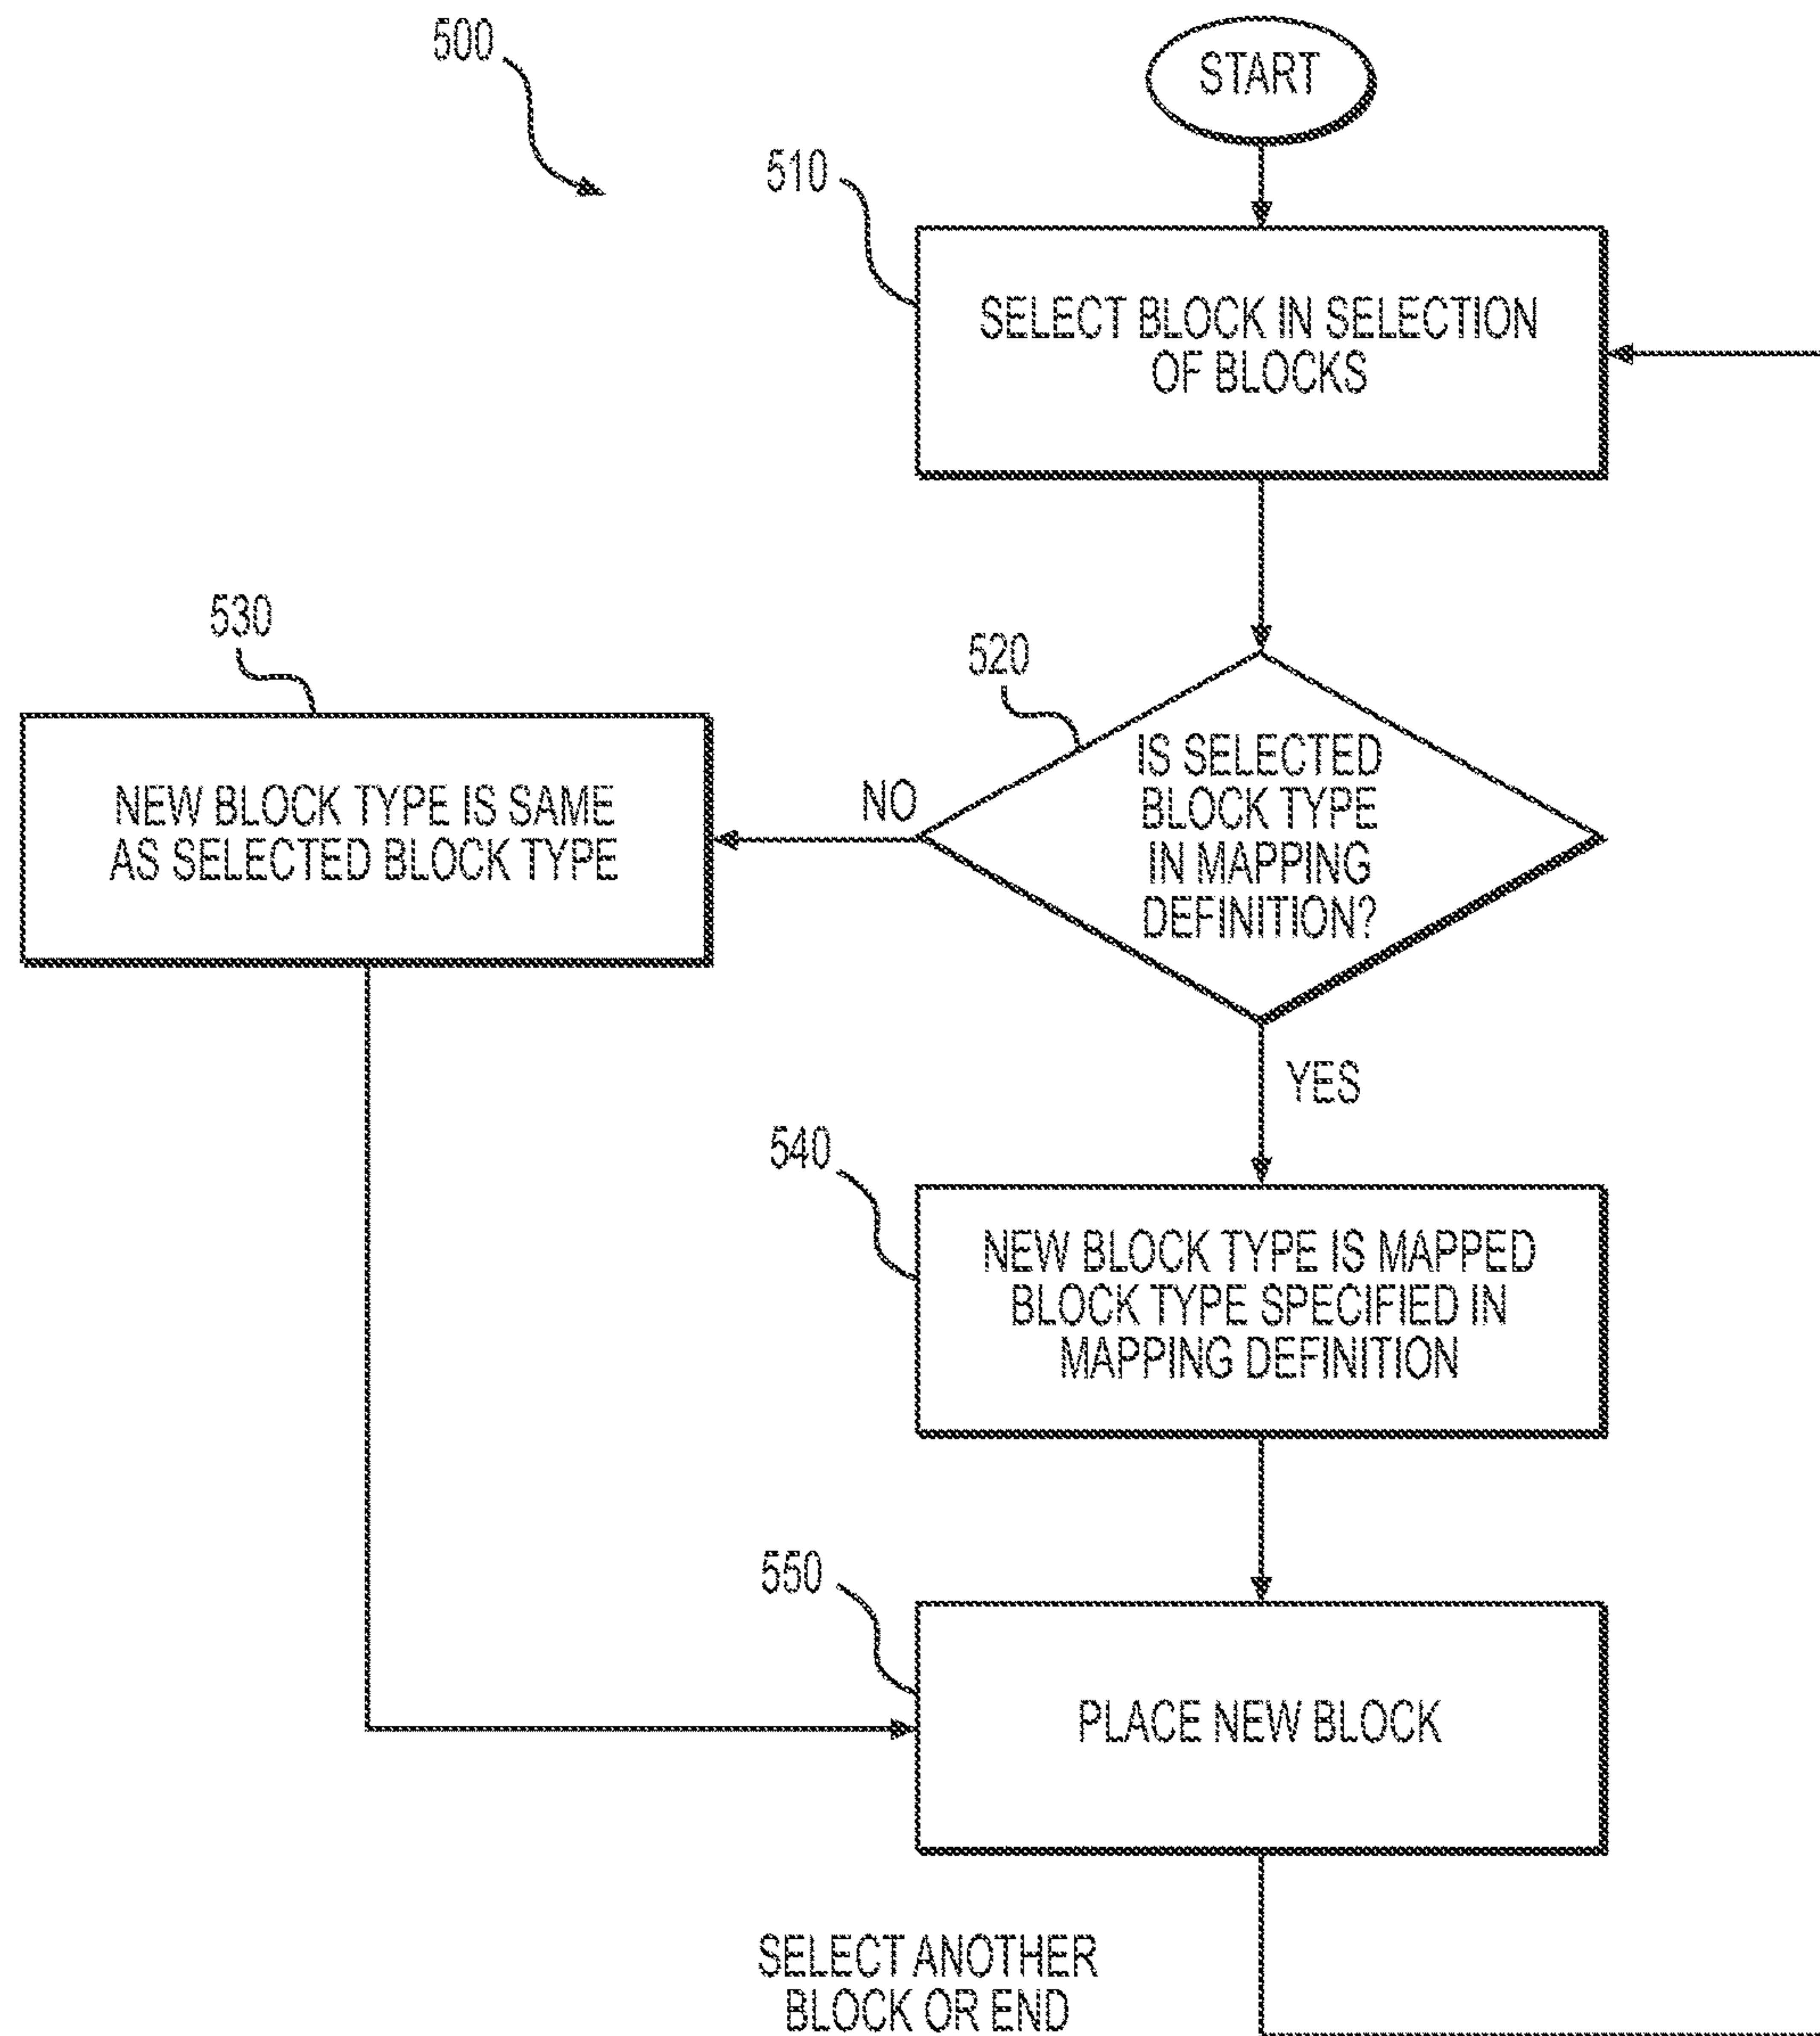 500
START
510
SELECT BLOCK IN SELECTION
OF BLOCKS
520
IS SELECTED
BLOCK TYPE
IN MAPPING
DEFINITION?
NO
530
NEW BLOCK TYPE IS SAME
AS SELECTED BLOCK TYPE
YES
540
NEW BLOCK TYPE IS MAPPED
BLOCK TYPE SPECIFIED IN
MAPPING DEFINITION
550
PLACE NEW BLOCK
SELECT ANOTHER
BLOCK OR END